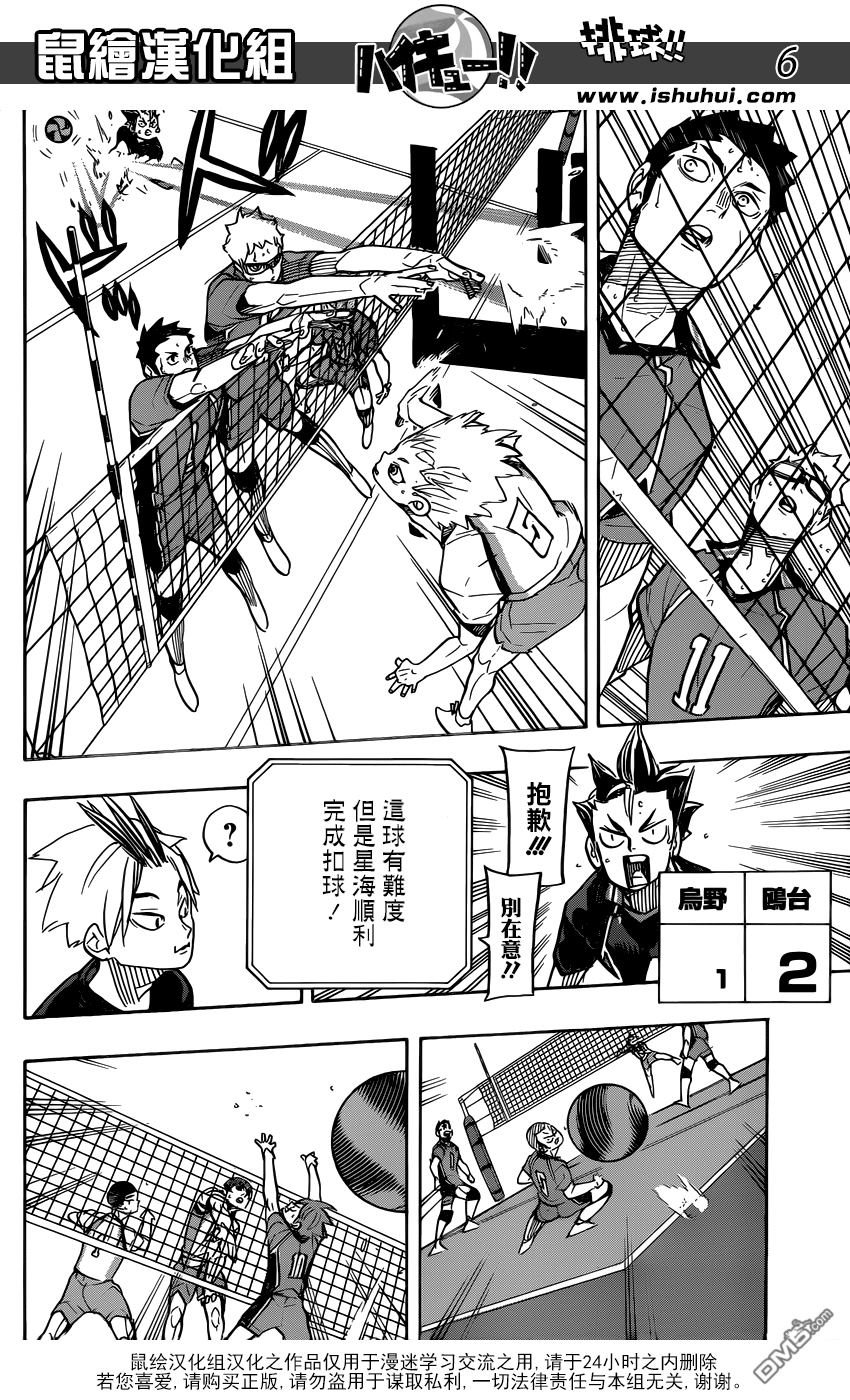 鼠繪漢化組
ハイキュー!!
排球!!
6
www.ishuhui.com
5
11
抱歉!!!
別在意!!
烏野
鷗台
1
2
這球有難度
但是星海順利
完成扣球!
?
鼠绘汉化组汉化之作品仅用于漫迷学习交流之用, 请于24小时之内删除
若您喜爱, 请购买正版, 请勿盗用于谋取私利, 一切法律责任与本组无关, 谢谢.
DM5.com